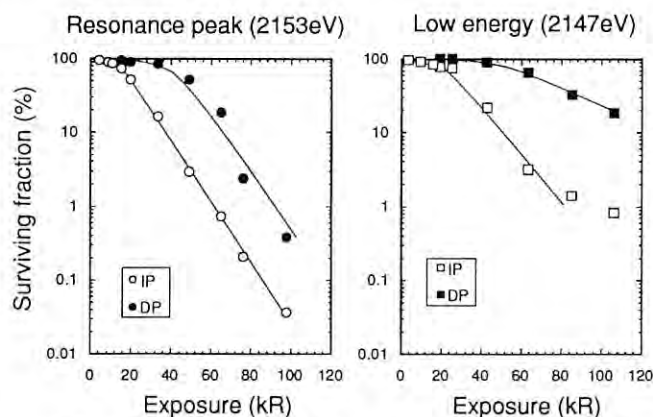 Resonance peak (2153eV)
Low energy (2147eV)
Surviving fraction (%)
100
10
1
0.1
0.01
IP
DP
0 20 40 60 80 100 120
Exposure (kR)
100
10
1
0.1
0.01
IP
DP
0 20 40 60 80 100 120
Exposure (kR)